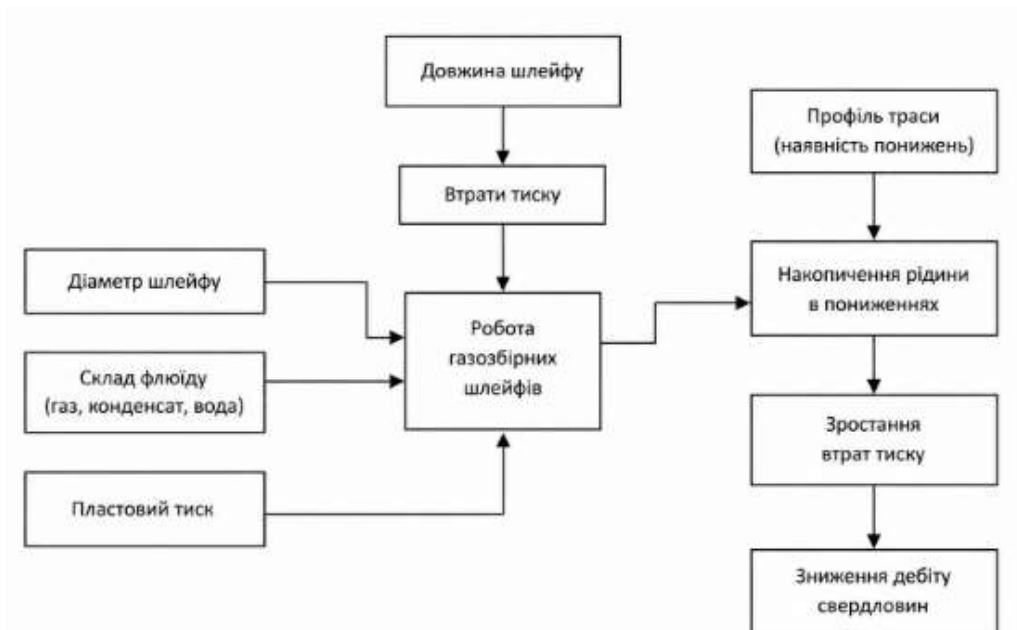 Довжина шлейфу
Профіль траси
(наявність понижень)
Втрати тиску
Діаметр шлейфу
Накопичення рідини
в пониженнях
Робота
газозбірних
шлейфів
Склад флюїду
(газ, конденсат, вода)
Зростання
втрат тиску
Пластовий тиск
Зниження дебіту
свердловин